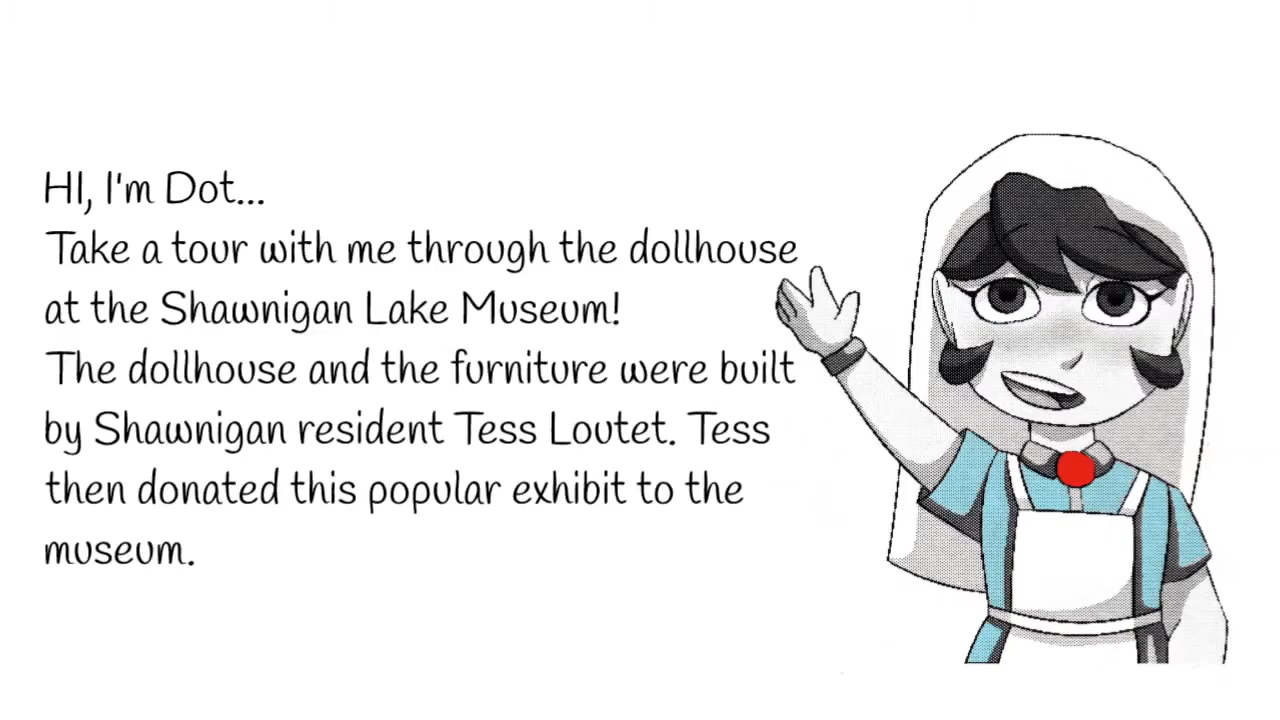 HI, I'm Dot...
Take a tour with me through the dollhouse
at the Shawnigan Lake Museum!
The dollhouse and the furniture were built
by Shawnigan resident Tess Loutet. Tess
then donated this popular exhibit to the
museum.